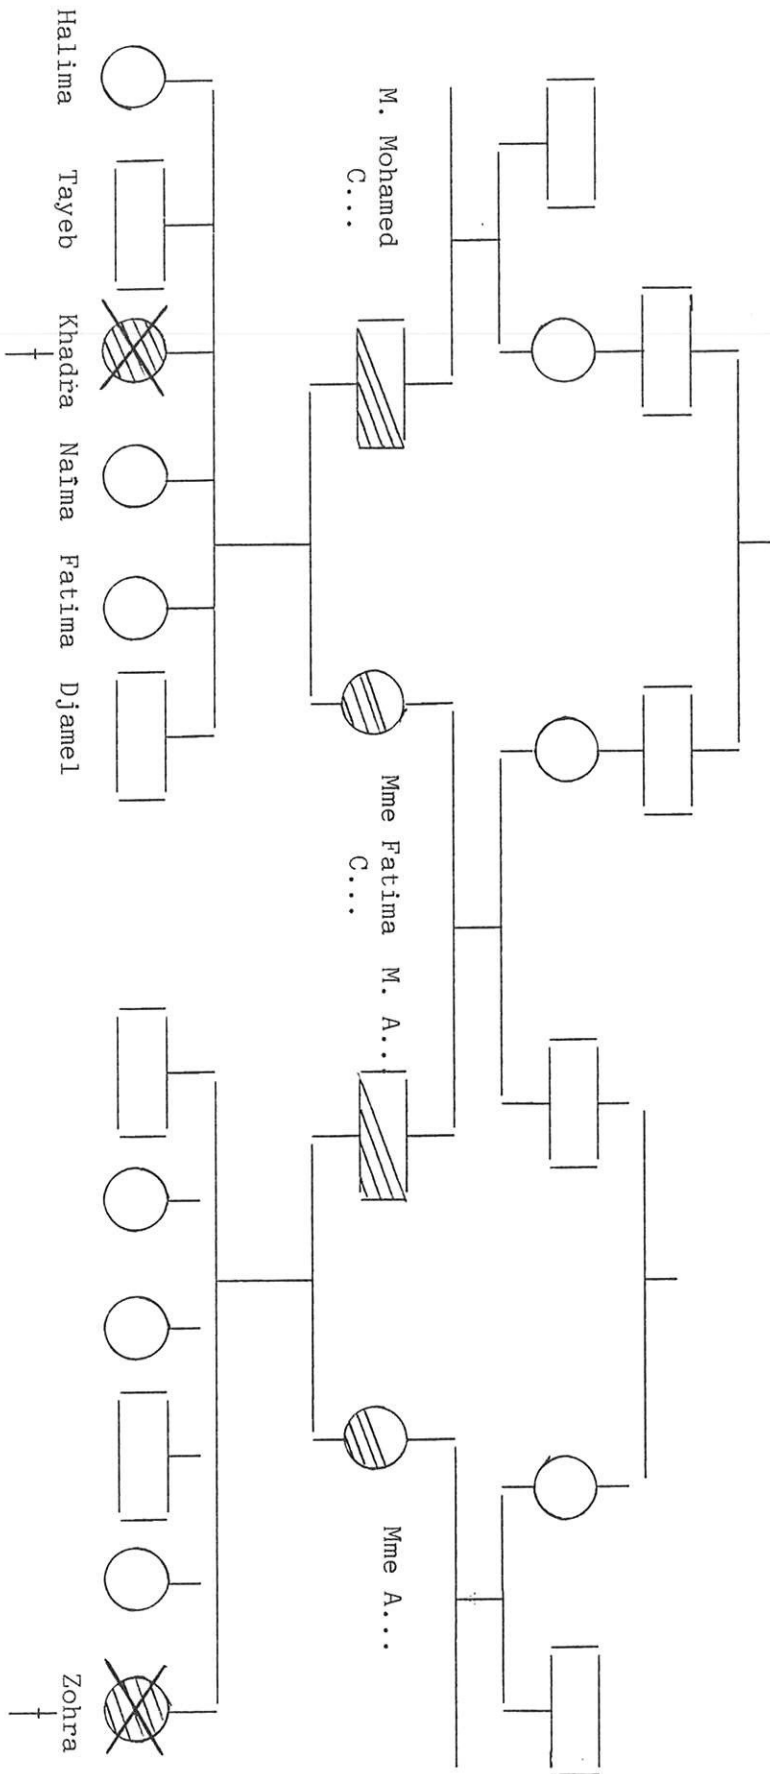 M. Mohamed
C....
Mme Fatima
C....
M. A...
Mme A...
Halima
Tayeb
Khadra
Naïma
Fatima
Djamel
Zohra